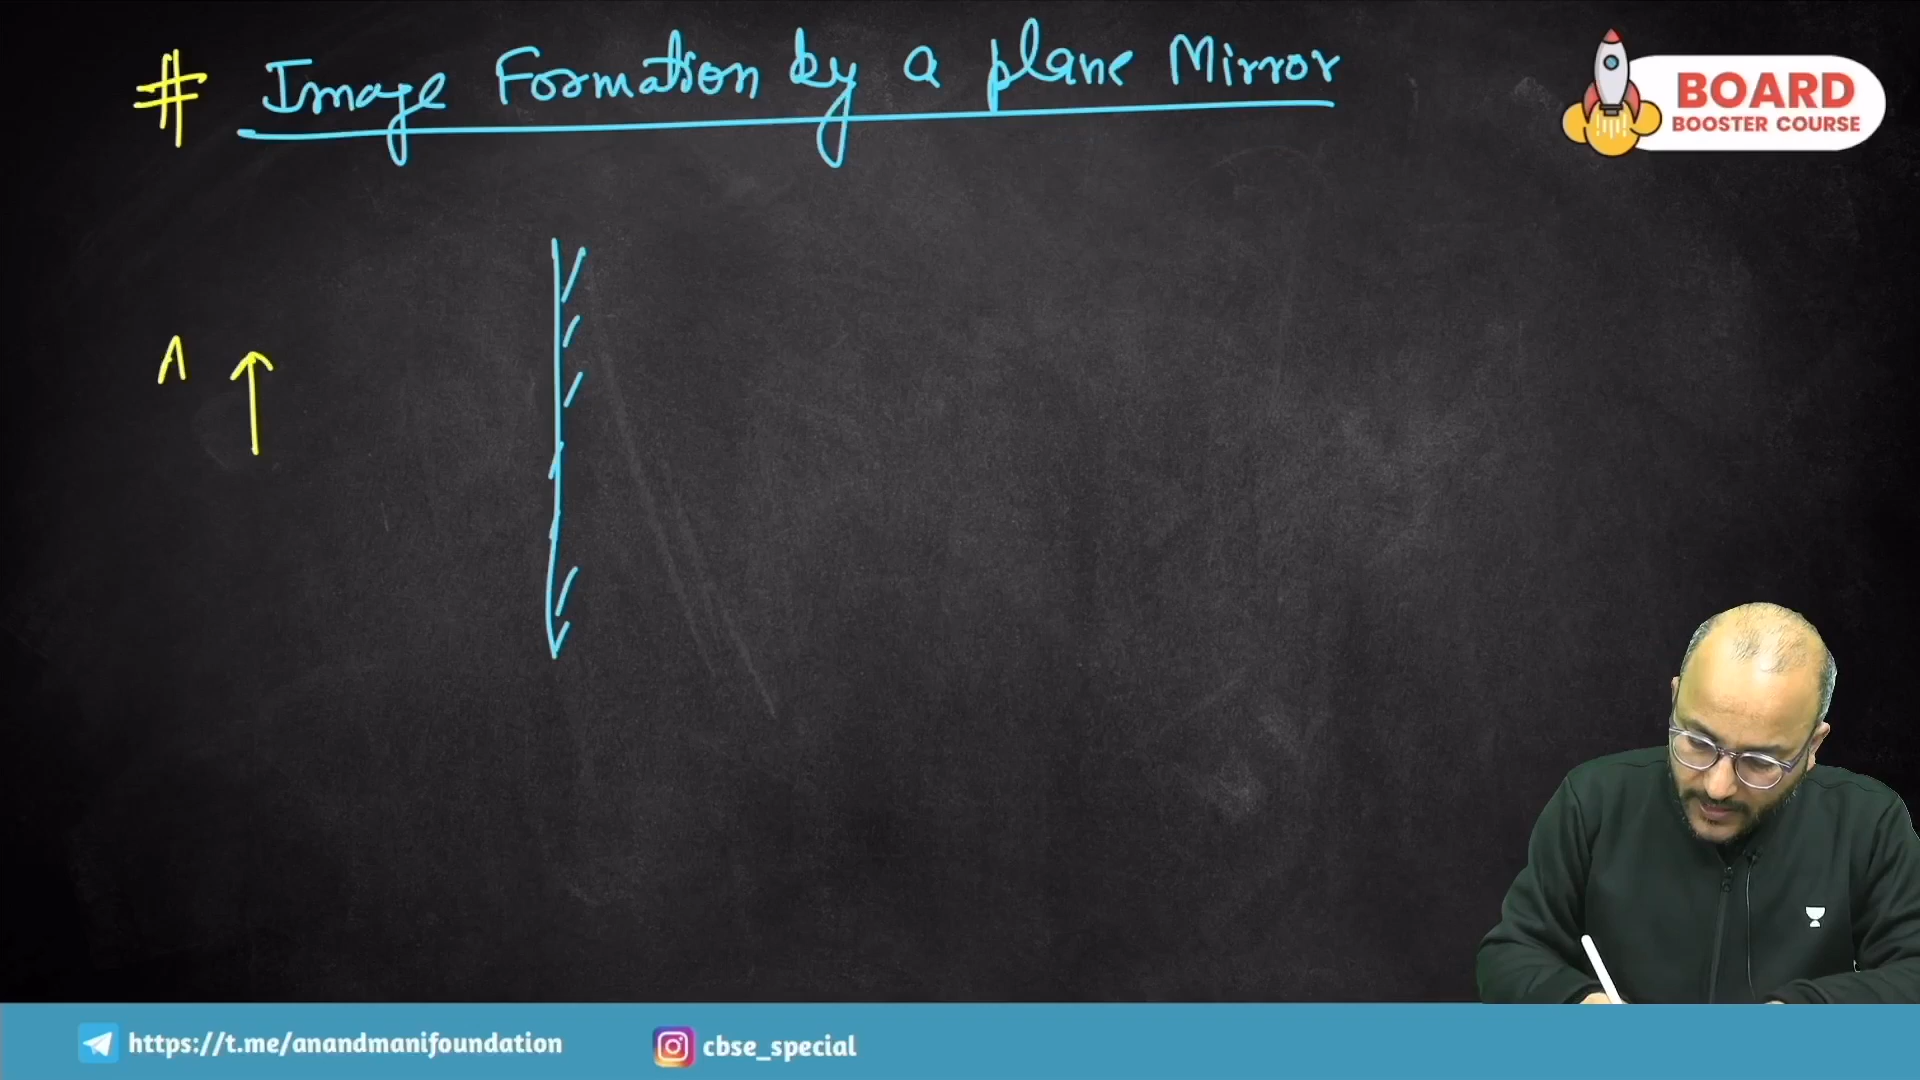 # Image Formation by a plane Mirror
BOARD
BOOSTER COURSE
https://t.me/anandmanifoundation
cbse_special